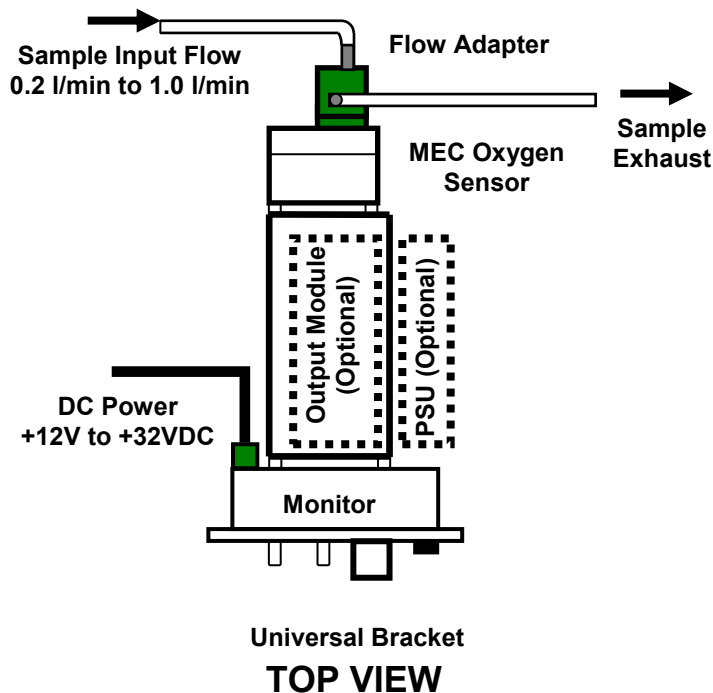 Sample Input Flow
0.2 l/min to 1.0 l/min
Flow Adapter
Sample
Exhaust
MEC Oxygen
Sensor
Output Module
(Optional)
PSU (Optional)
DC Power
+12V to +32VDC
Monitor
Universal Bracket
TOP VIEW